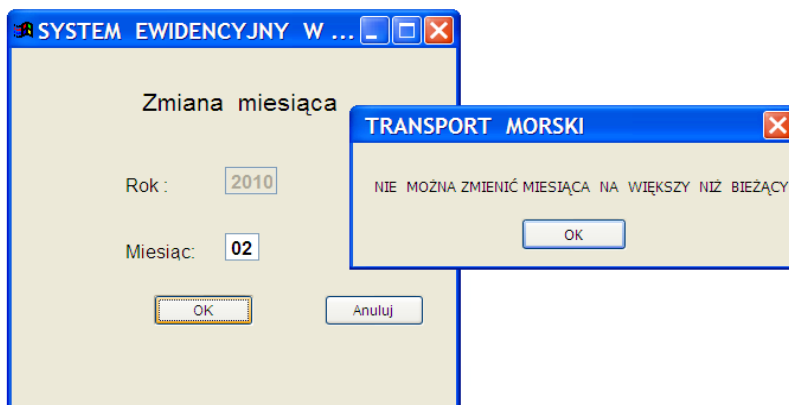 SYSTEM EWIDENCYJNY W ...
Zmiana miesiąca
Rok :
2010
Miesiąc:
02
OK
Anuluj
TRANSPORT MORSKI
NIE MOŻNA ZMIENIĆ MIESIĄCA NA WIĘKSZY NIŻ BIEŻĄCY
OK